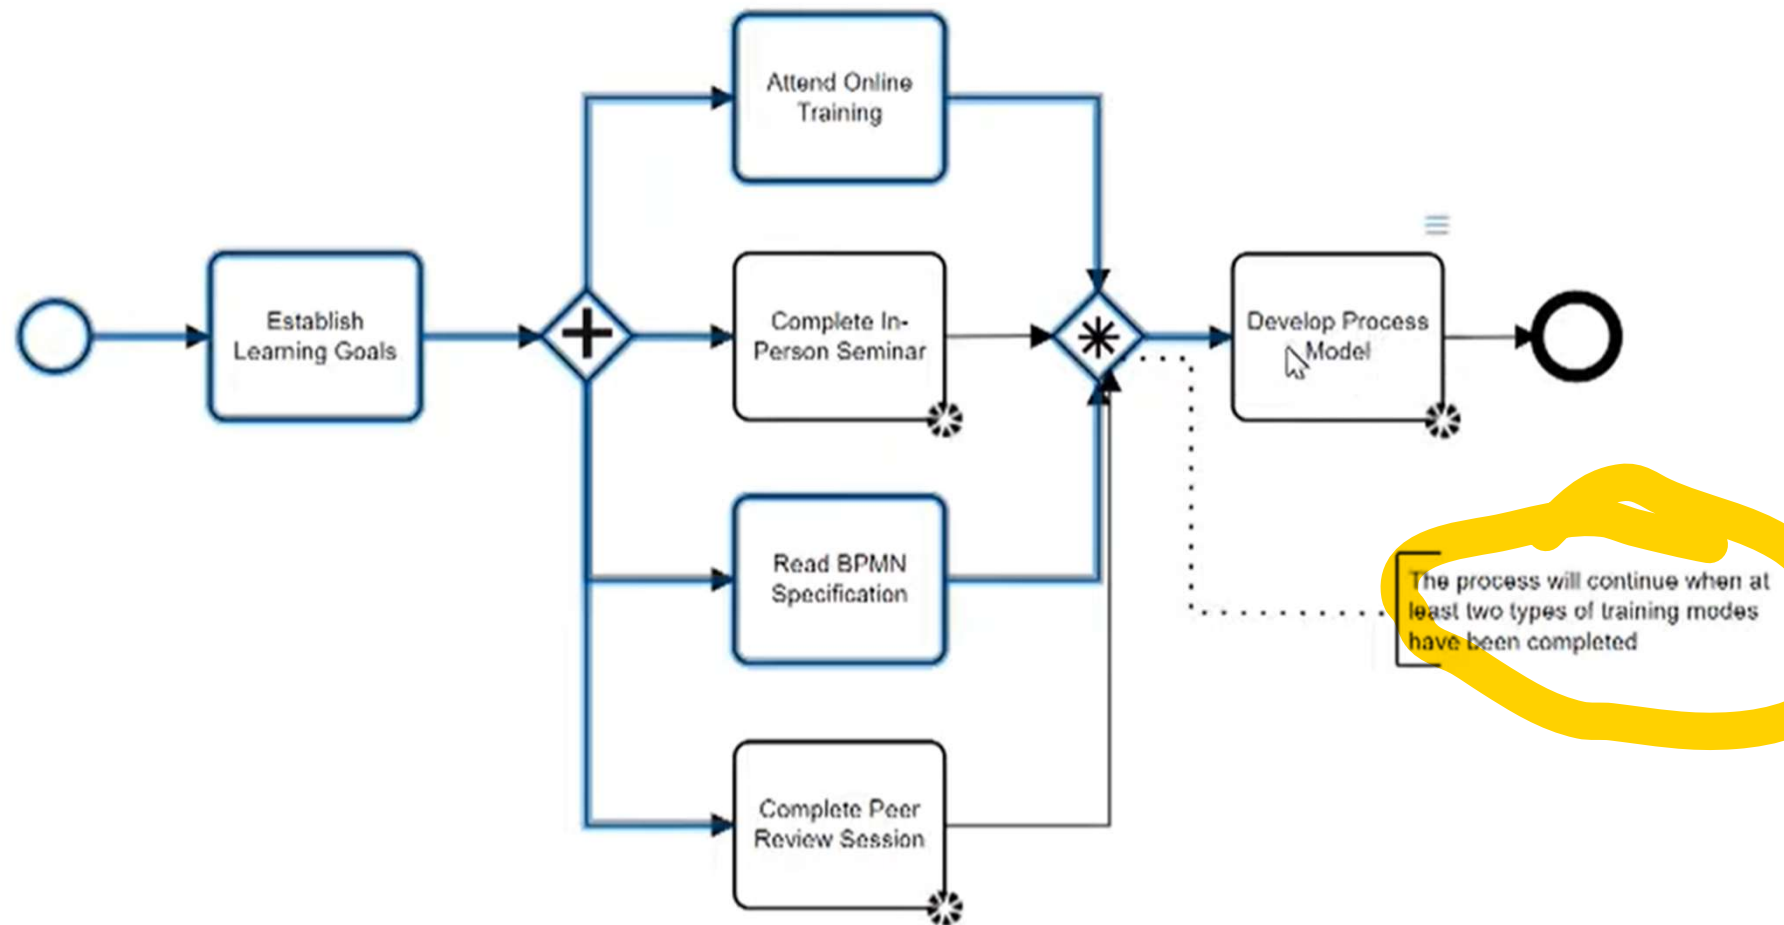 Attend Online
Training
Establish
Learning Goals
Complete In-
Person Seminar
Develop Process
Model
Read BPMN
Specification
The process will continue when at
least two types of training modes
have been completed
Complete Peer
Review Session